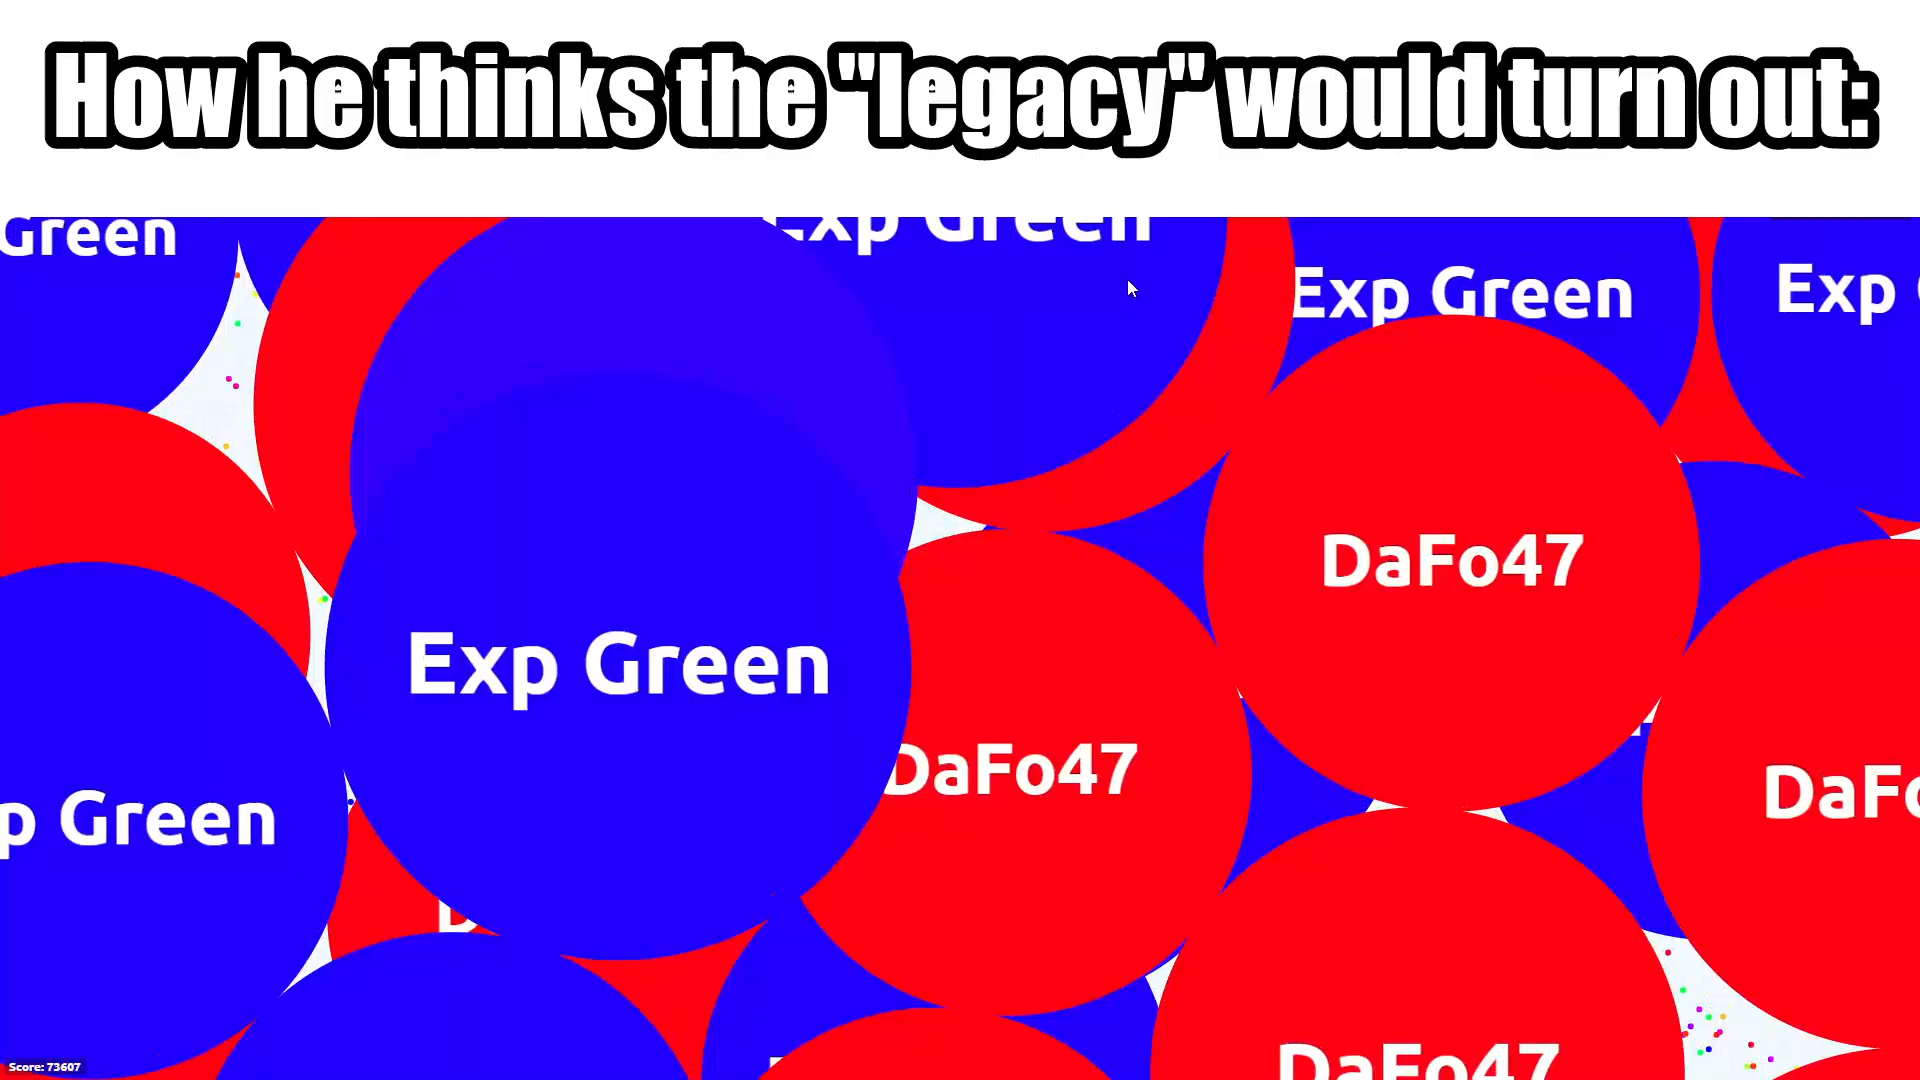 How he thinks the "legacy" would turn out:
Green
Exp Green
Exp Green
Exp
DaFo47
Exp Green
DaFo47
DaFo
p Green
D
DaFo47
Score: 73607